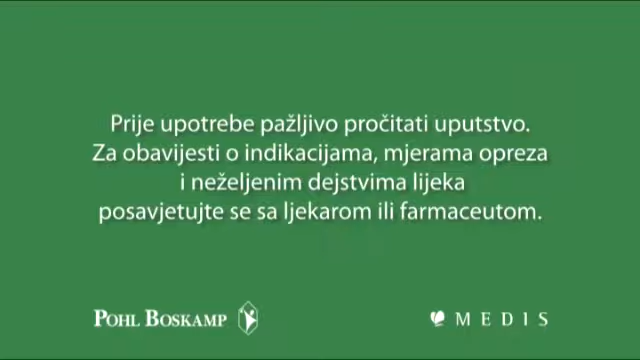 Prije upotrebe pažljivo pročitati uputstvo.
Za obavijesti o indikacijama, mjerama opreza
i neželjenim dejstvima lijeka
posavjetujte se sa ljekarom ili farmaceutom.
POHL BOSKAMP
MEDIS